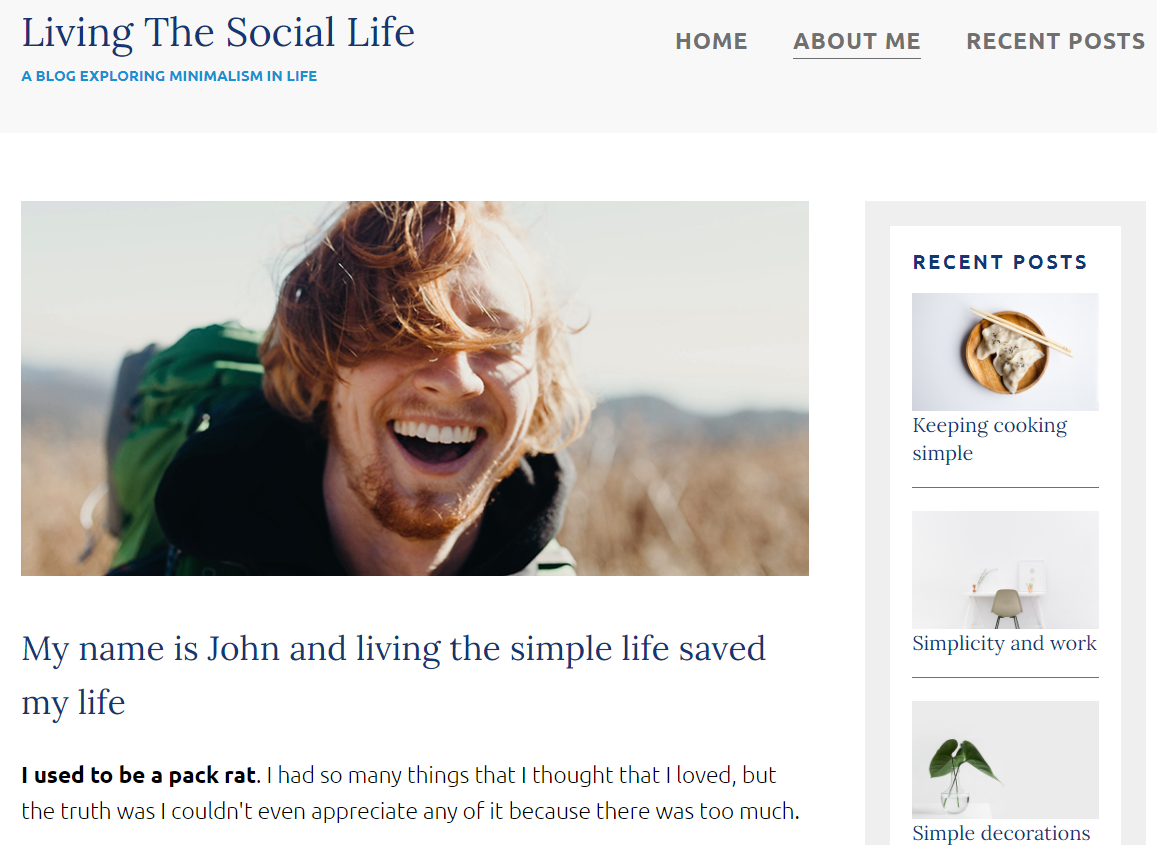 Living The Social Life
A BLOG EXPLORING MINIMALISM IN LIFE
HOME ABOUT ME RECENT POSTS
My name is John and living the simple life saved
my life
I used to be a pack rat. I had so many things that I thought that I loved, but
the truth was I couldn't even appreciate any of it because there was too much.
RECENT POSTS
Keeping cooking
simple
Simplicity and work
Simple decorations